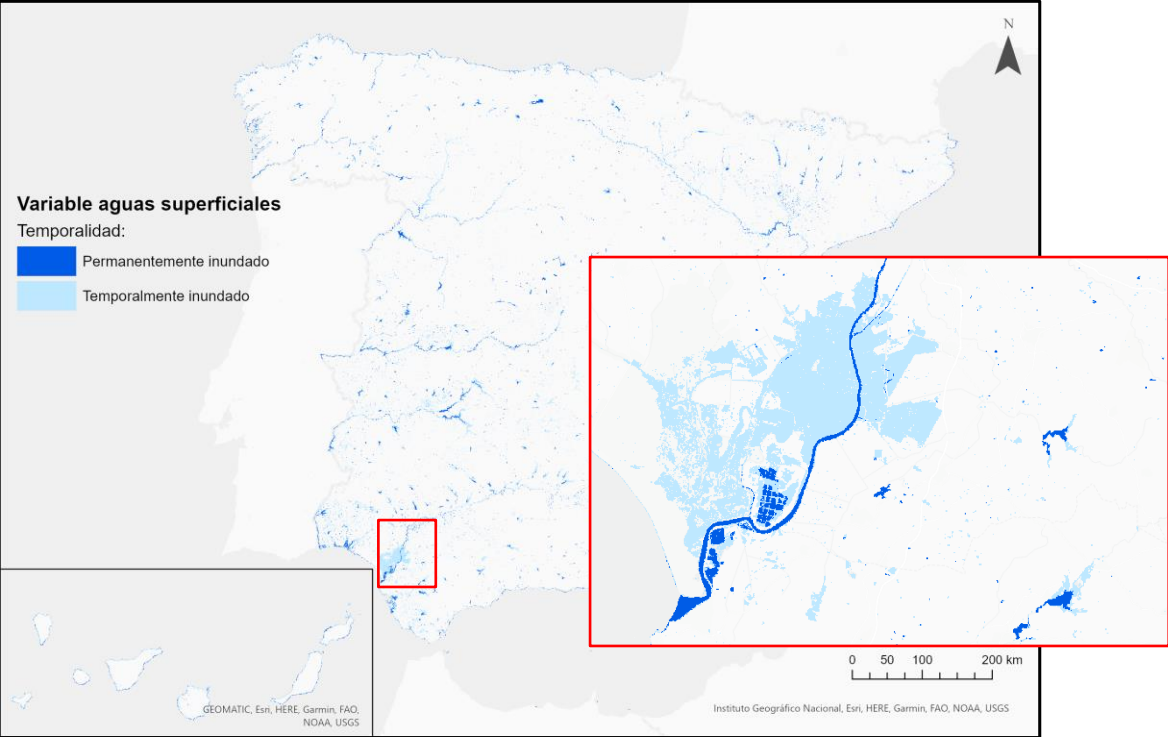 N
Variable aguas superficiales
Temporalidad:
Permanentemente inundado
Temporalmente inundado
0 50 100 200 km
GEOMATIC, Esri, HERE, Garmin, FAO,
NOAA, USGS
Instituto Geográfico Nacional, Esri, HERE, Garmin, FAO, NOAA, USGS